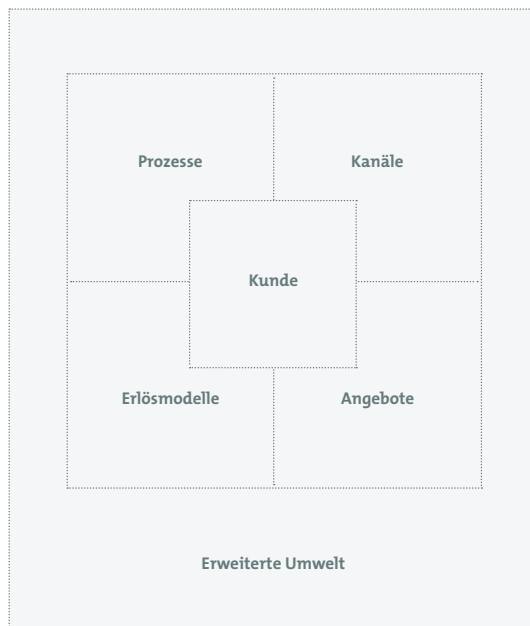 Prozesse
Kanäle
Kunde
Erlösmodelle
Angebote
Erweiterte Umwelt